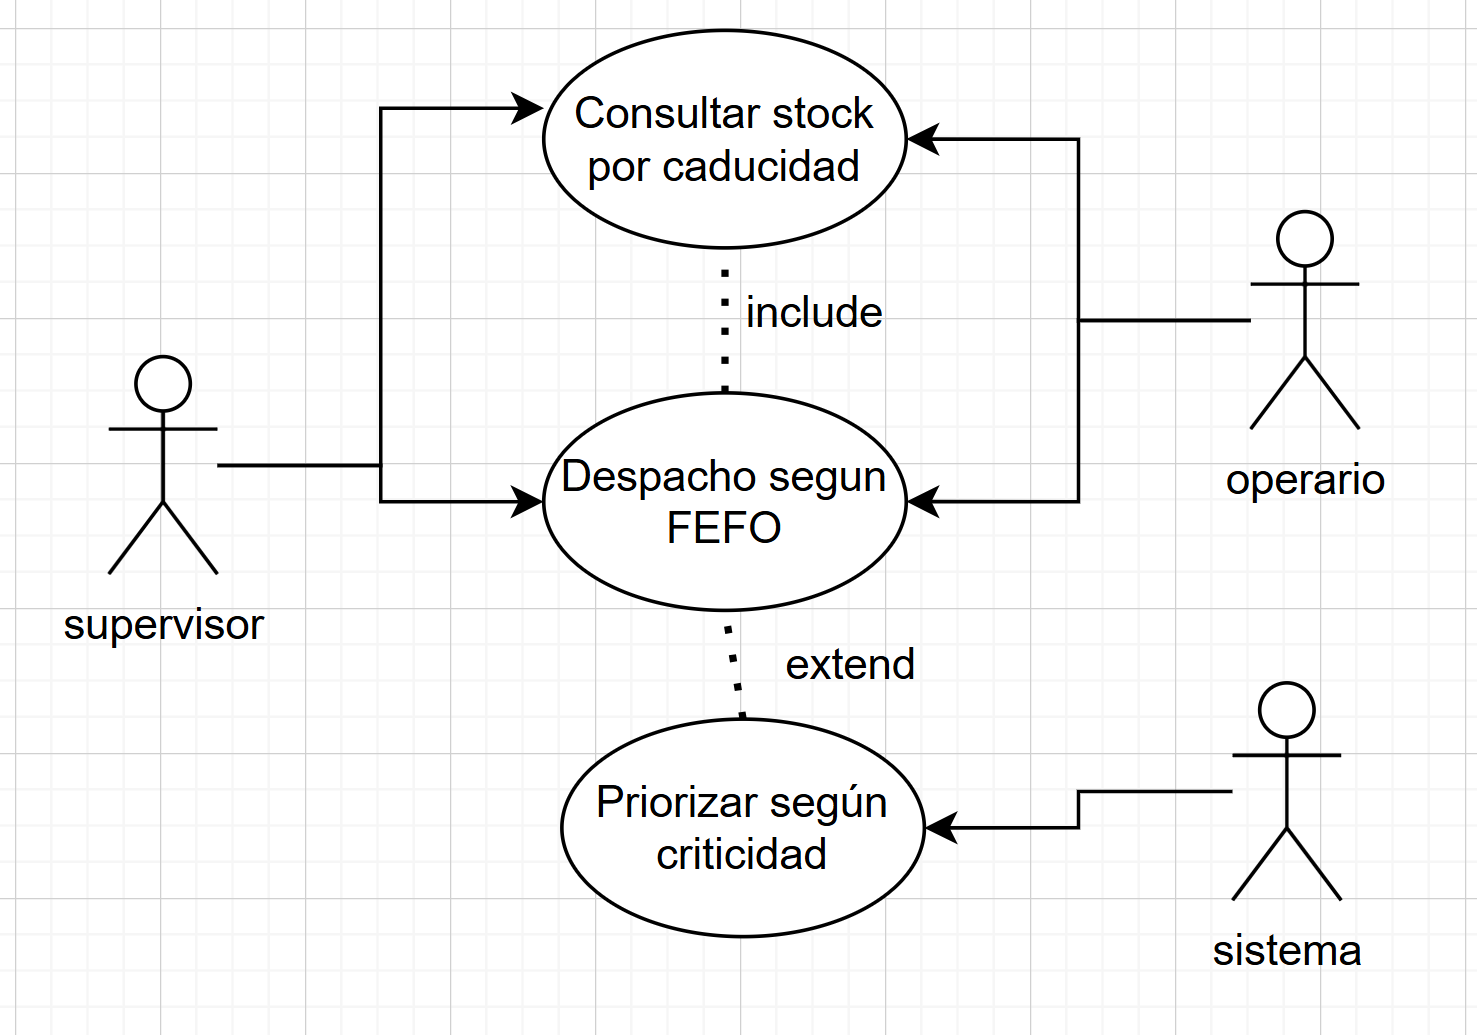 Consultar stock
por caducidad
include
Despacho segun
FEFO
operario
supervisor
extend
Priorizar según
criticidad
sistema